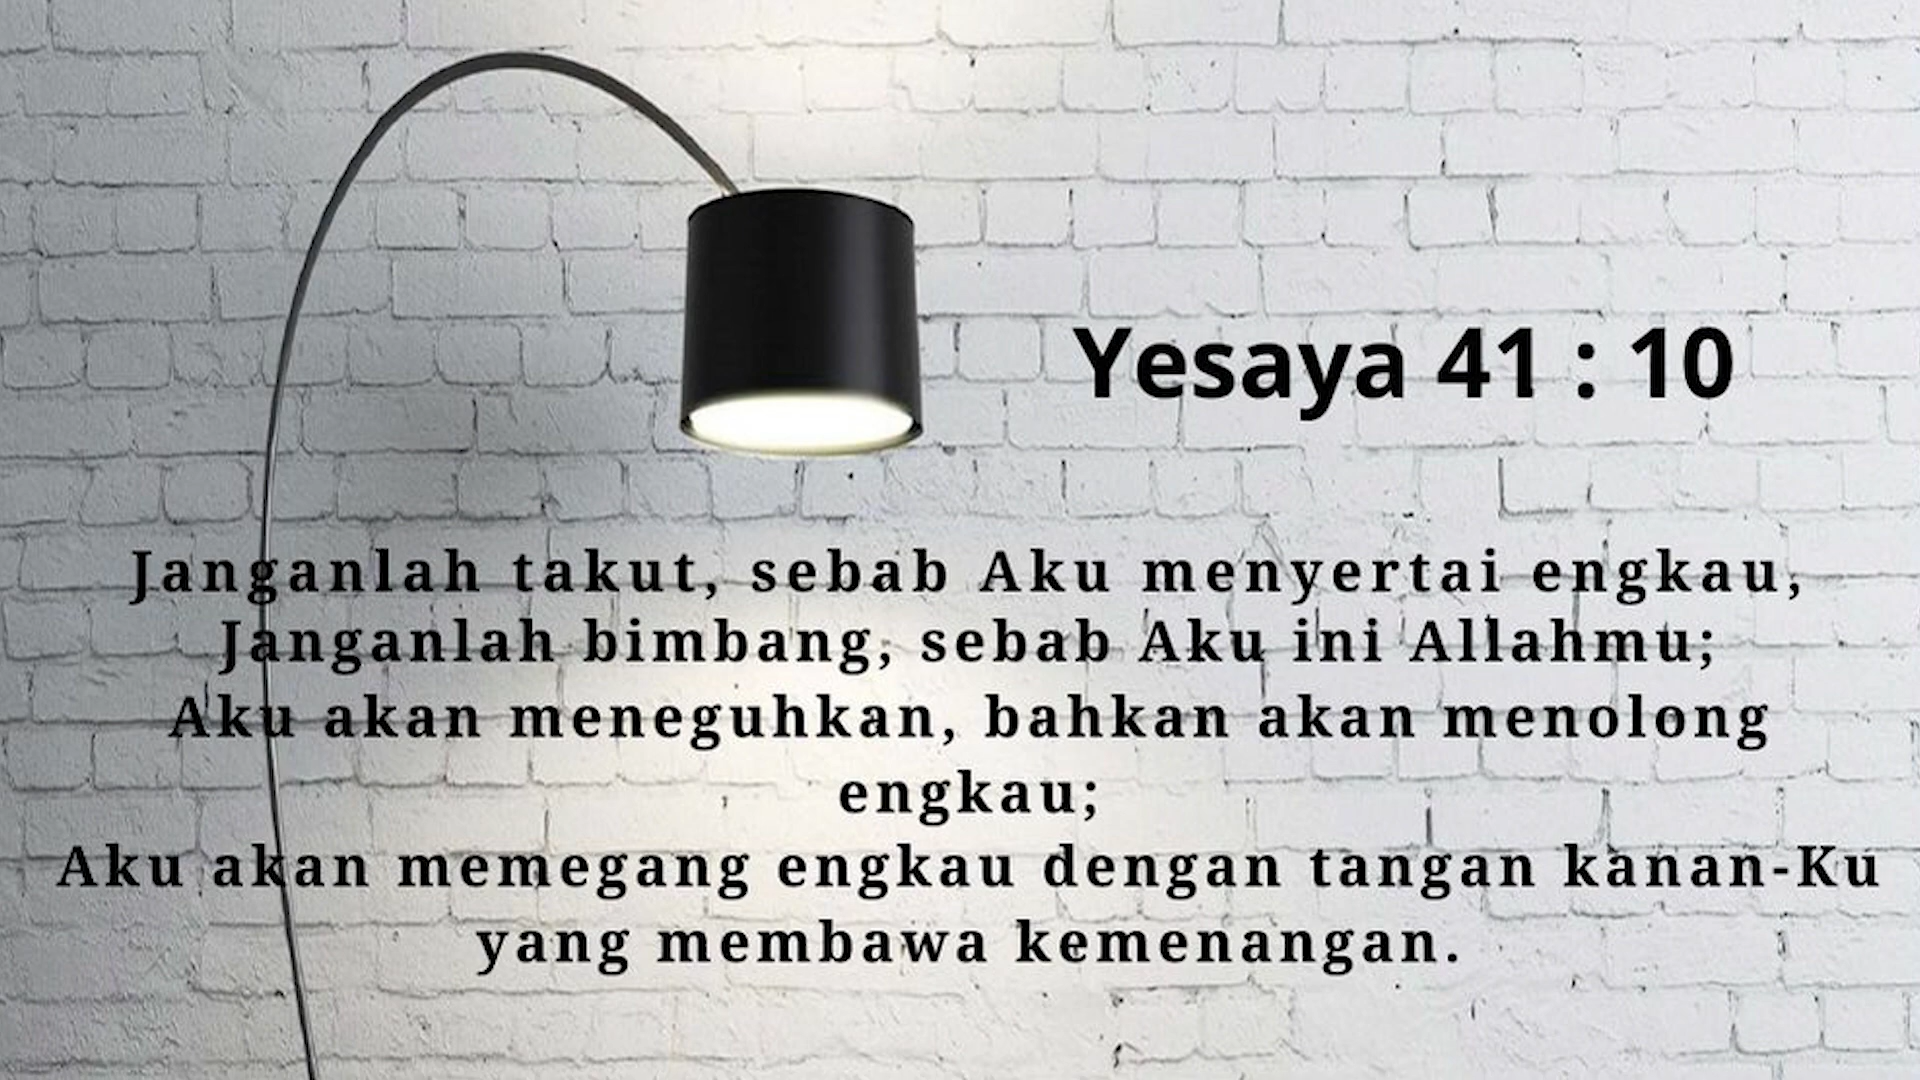 Yesaya 41 : 10
Janganlah takut, sebab Aku menyertai engkau,
Janganlah bimbang, sebab Aku ini Allahmu;
Aku akan meneguhkan, bahkan akan menolong
engkau;
Aku akan memegang engkau dengan tangan kanan-Ku
yang membawa kemenangan.